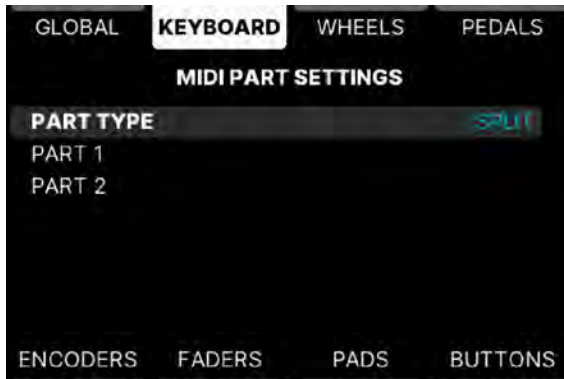 GLOBAL KEYBOARD WHEELS PEDALS
MIDI PART SETTINGS
PART TYPE SPLIT
PART 1
PART 2
ENCODERS FADERS PADS BUTTONS